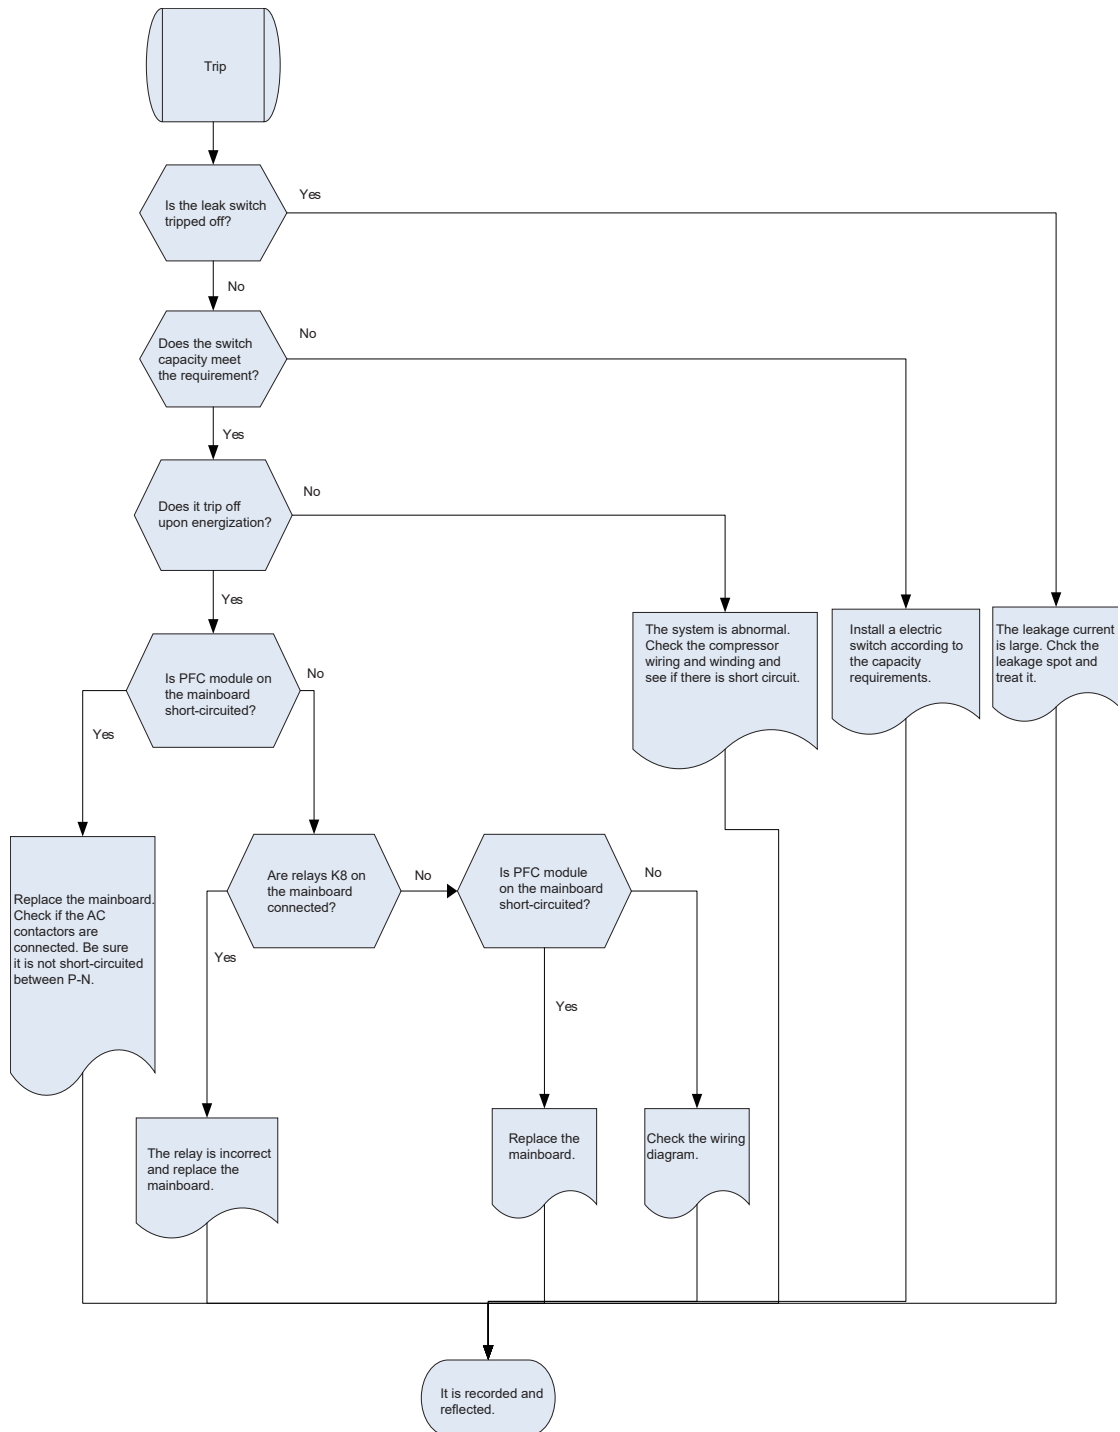 Trip
Is the leak switch
tripped off?
Yes
No
Does the switch
capacity meet
the requirement?
No
Yes
Does it trip off
upon energization?
No
Yes
The system is abnormal.
Check the compressor
wiring and winding and
see if there is short circuit.
Install a electric
switch according to
the capacity
requirements.
The leakage current
is large. Chck the
leakage spot and
treat it.
Is PFC module on
the mainboard
short-circuited?
No
Yes
Replace the mainboard.
Check if the AC
contactors are
connected. Be sure
it is not short-circuited
between P-N.
Are relays K8 on
the mainboard
connected?
No
Yes
Is PFC module
on the mainboard
short-circuited?
No
Yes
The relay is incorrect
and replace the
mainboard.
Replace the
mainboard.
Check the wiring
diagram.
It is recorded and
reflected.